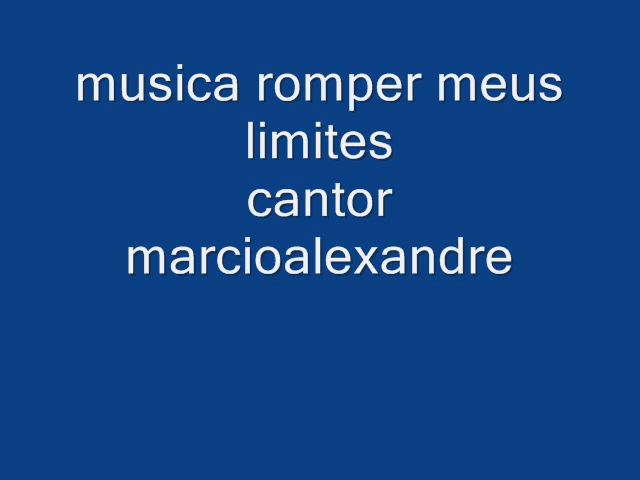 musica romper meus
limites
cantor
marcioalexandre